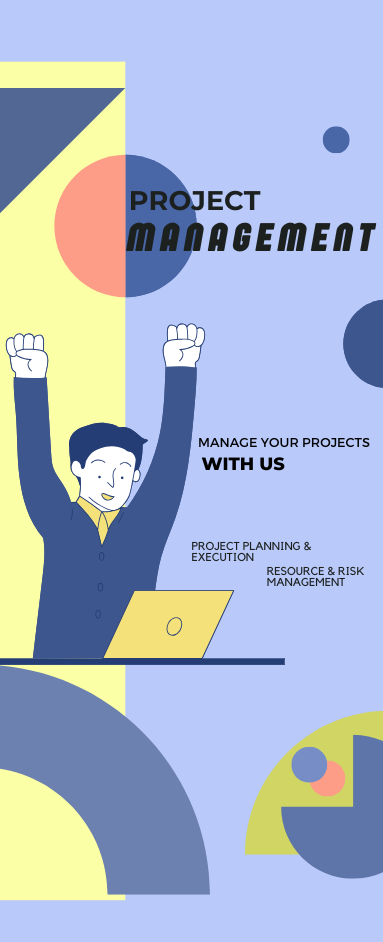 PROJECT
MANAGEMENT
MANAGE YOUR PROJECTS
WITH US
PROJECT PLANNING &
EXECUTION
RESOURCE & RISK
MANAGEMENT